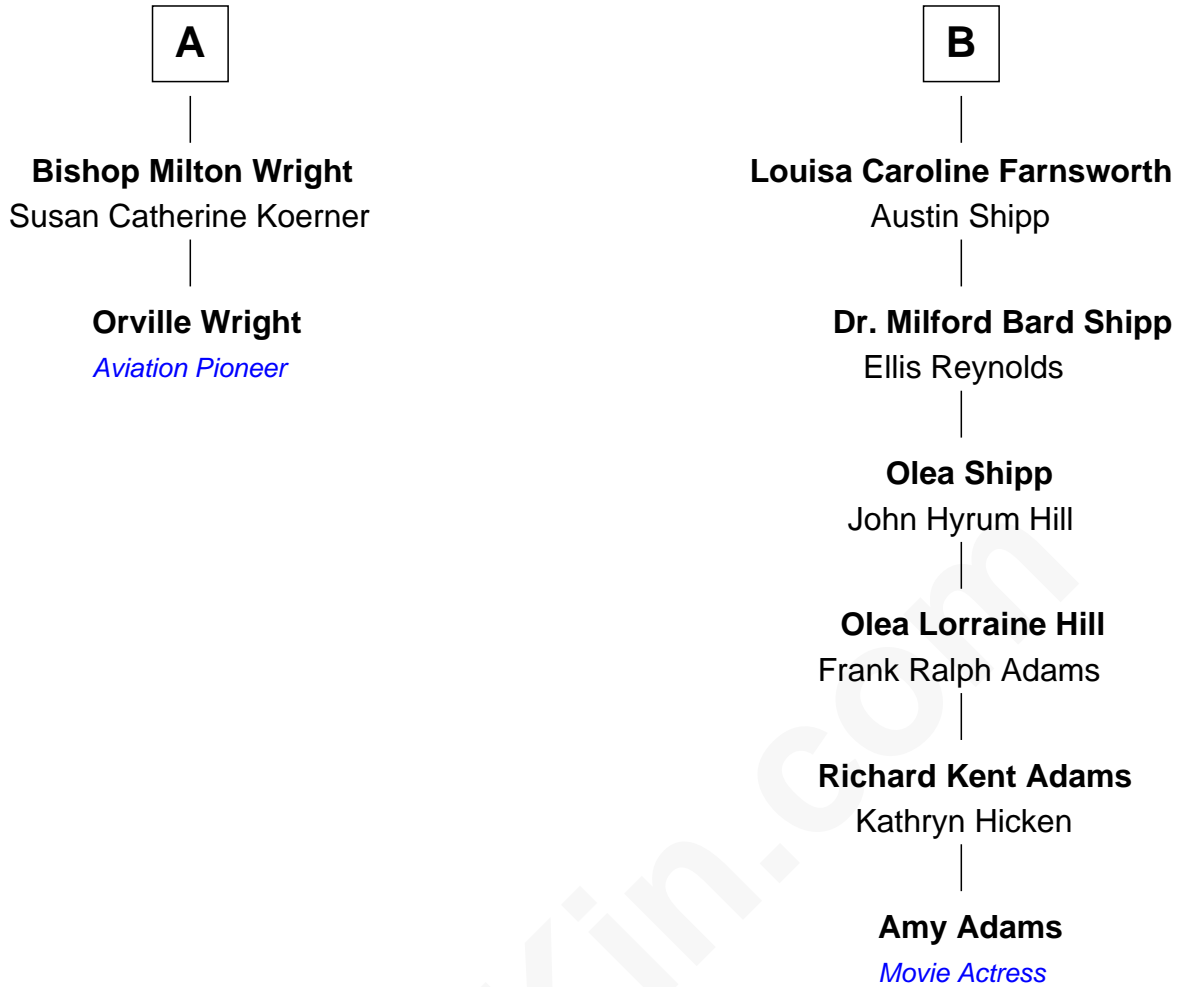 A
Bishop Milton Wright
Susan Catherine Koerner
Orville Wright
Aviation Pioneer
B
Louisa Caroline Farnsworth
Austin Shipp
Dr. Milford Bard Shipp
Ellis Reynolds
Olea Shipp
John Hyrum Hill
Olea Lorraine Hill
Frank Ralph Adams
Richard Kent Adams
Kathryn Hicken
Amy Adams
Movie Actress
kin.com